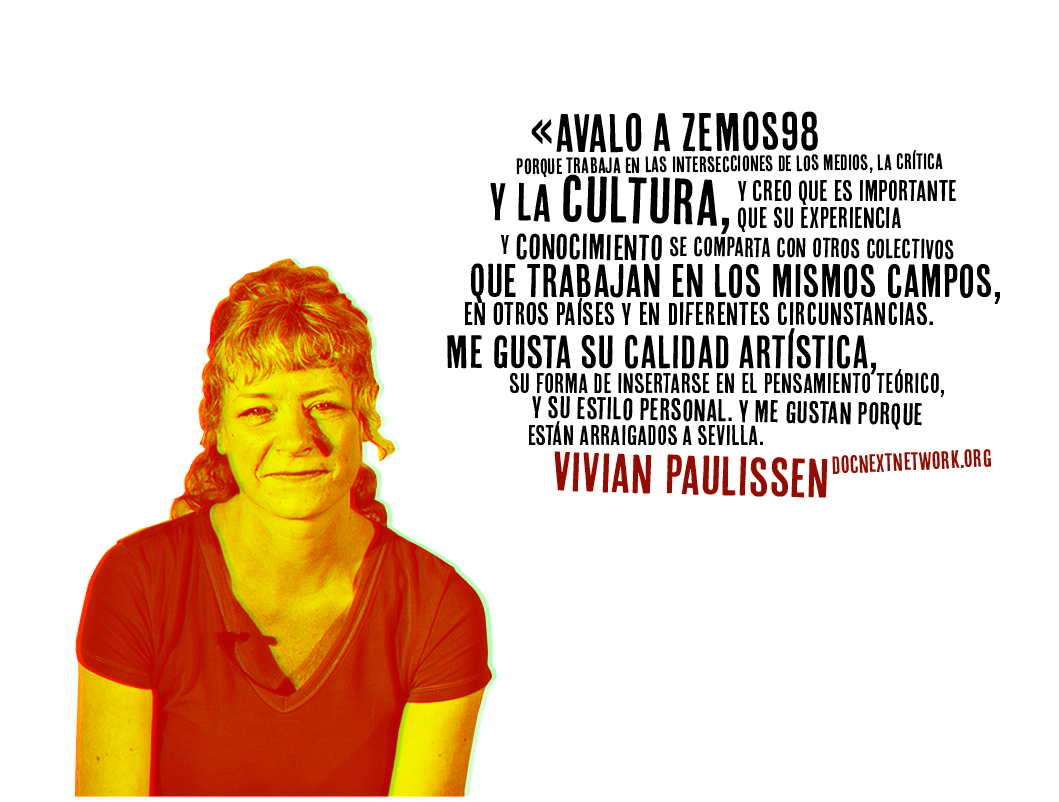 «AVALO A ZEMOS98
PORQUE TRABAJA EN LAS INTERSECCIONES DE LOS MEDIOS, LA CRÍTICA
Y LA CULTURA, Y CREO QUE ES IMPORTANTE
QUE SU EXPERIENCIA
Y CONOCIMIENTO SE COMPARTA CON OTROS COLECTIVOS
QUE TRABAJAN EN LOS MISMOS CAMPOS,
EN OTROS PAÍSES Y EN DIFERENTES CIRCUNSTANCIAS.
ME GUSTA SU CALIDAD ARTÍSTICA,
SU FORMA DE INSERTARSE EN EL PENSAMIENTO TEÓRICO,
Y SU ESTILO PERSONAL. Y ME GUSTAN PORQUE
ESTÁN ARRAIGADOS A SEVILLA.
VIVIAN PAULISSEN DOCNEXTNETWORK.ORG